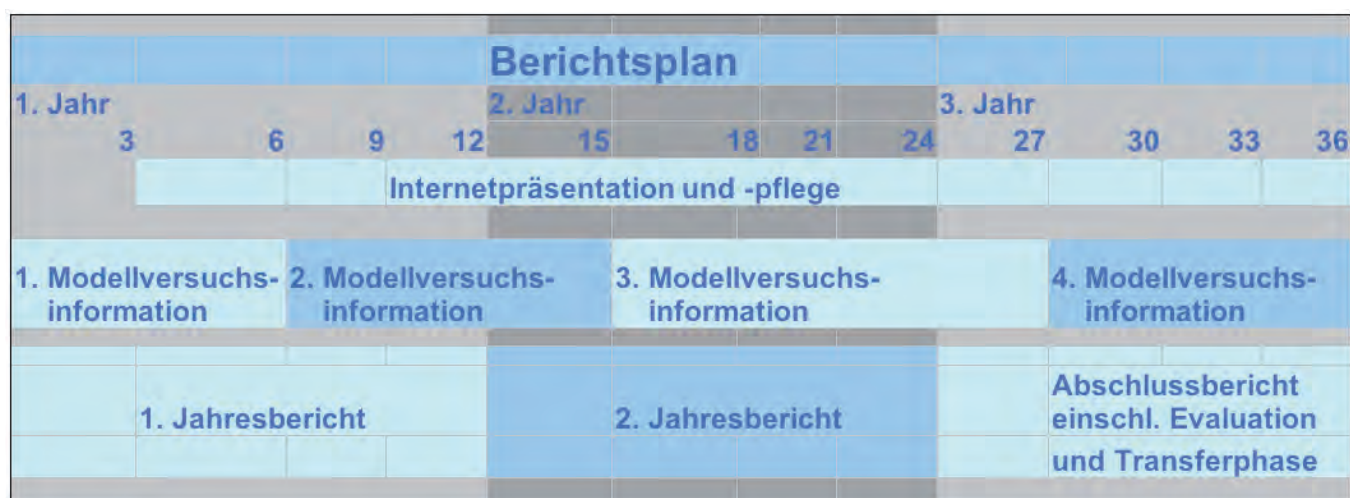 Berichtsplan
1. Jahr 2. Jahr 3. Jahr
3 6 9 12 15 18 21 24 27 30 33 36
Internetpräsentation und -pflege
1. Modellversuchs- 2. Modellversuchs- 3. Modellversuchs- 4. Modellversuchs-
information information information information
Abschlussbericht
1. Jahresbericht 2. Jahresbericht einschl. Evaluation
und Transferphase